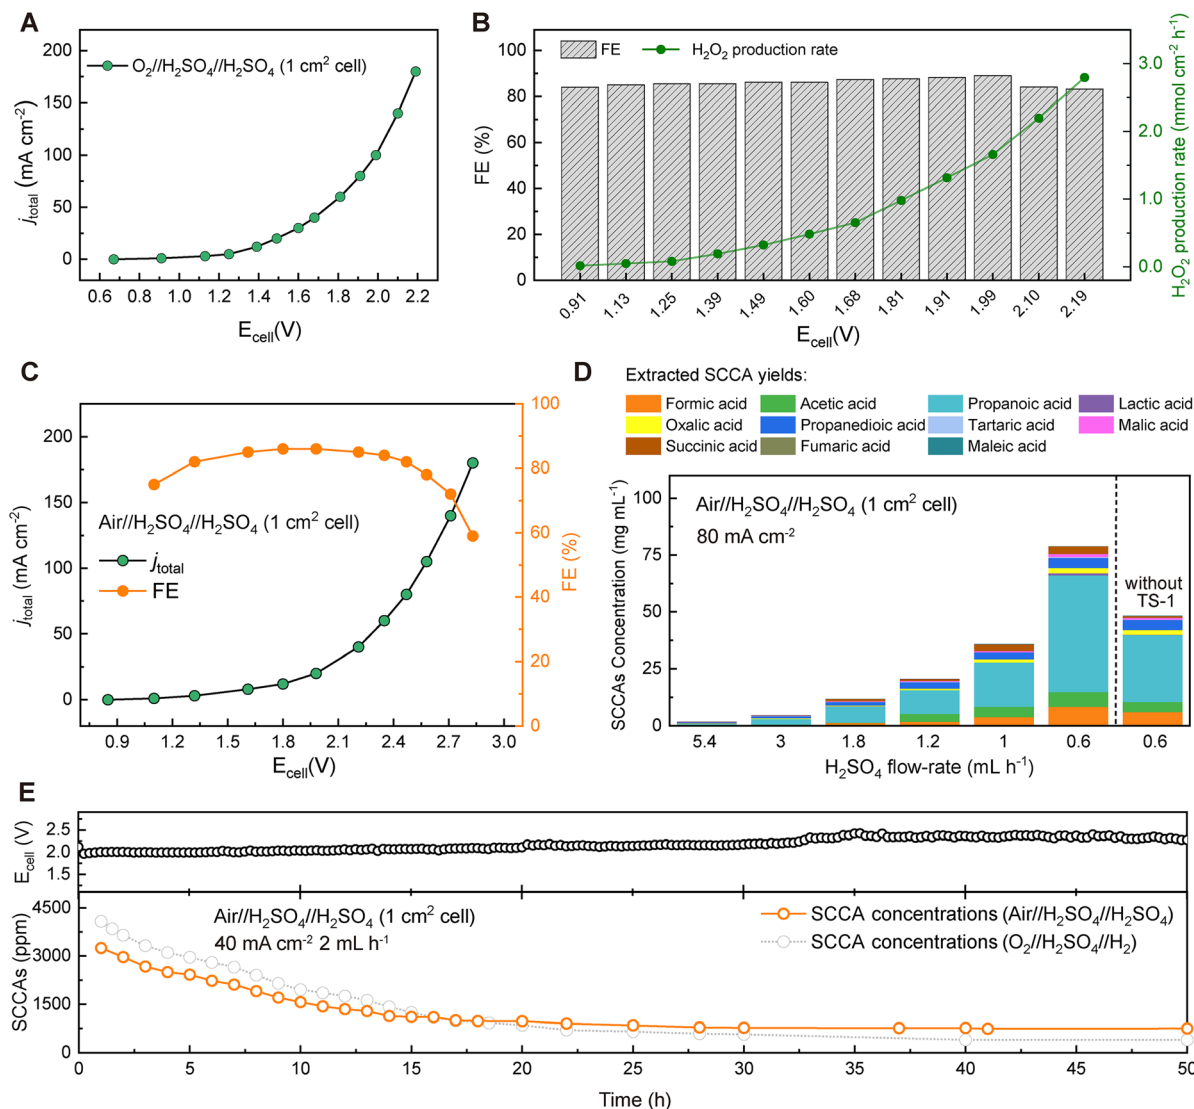 A
200
150
100
50
0
j_total (mA cm⁻²)
O₂//H₂SO₄//H₂SO₄ (1 cm² cell)
0.6 0.8 1.0 1.2 1.4 1.6 1.8 2.0 2.2
E_cell(V)
B
100
80
60
40
20
0
FE (%)
FE
H₂O₂ production rate
3.0
2.0
1.0
0.0
H₂O₂ production rate (mmol cm⁻² h⁻¹)
0.91 1.13 1.25 1.39 1.49 1.60 1.68 1.81 1.91 1.99 2.10 2.19
E_cell(V)
C
200
150
100
50
0
j_total (mA cm⁻²)
Air//H₂SO₄//H₂SO₄ (1 cm² cell)
j_total
FE
100
80
60
40
20
0
FE (%)
0.9 1.2 1.5 1.8 2.1 2.4 2.7 3.0
E_cell(V)
D
Extracted SCCA yields:
Formic acid Acetic acid Propanoic acid Lactic acid
Oxalic acid Propanedioic acid Tartaric acid Malic acid
Succinic acid Fumaric acid Maleic acid
100
75
50
25
0
SCCAs Concentration (mg mL⁻¹)
Air//H₂SO₄//H₂SO₄ (1 cm² cell)
80 mA cm⁻²
without
TS-1
5.4 3 1.8 1.2 1 0.6 0.6
H₂SO₄ flow-rate (mL h⁻¹)
E
2.5
2.0
1.5
E_cell (V)
4500
3000
1500
0
SCCAs (ppm)
Air//H₂SO₄//H₂SO₄ (1 cm² cell)
40 mA cm⁻² 2 mL h⁻¹
SCCA concentrations (Air//H₂SO₄//H₂SO₄)
SCCA concentrations (O₂//H₂SO₄//H₂)
0 5 10 15 20 25 30 35 40 45 50
Time (h)